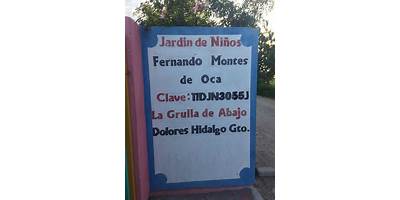 Jardin de Niños
Fernando Montes
de Oca
Clave: 11DJN3055J
La Grulla de Abajo
Dolores Hidalgo Gto.